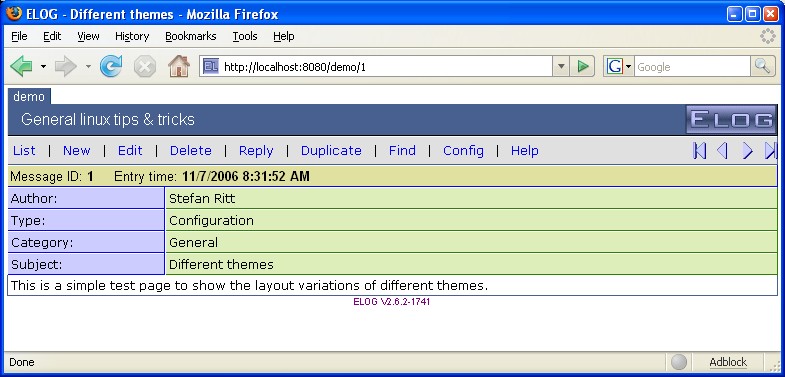 ELOG - Different themes - Mozilla Firefox
File Edit View History Bookmarks Tools Help
EL http://localhost:8080/demo/1 G Google
demo
General linux tips & tricks ELOG
List | New | Edit | Delete | Reply | Duplicate | Find | Config | Help
Message ID: 1 Entry time: 11/7/2006 8:31:52 AM
Author: Stefan Ritt
Type: Configuration
Category: General
Subject: Different themes
This is a simple test page to show the layout variations of different themes.
ELOG V2.6.2-1741
Done Adblock